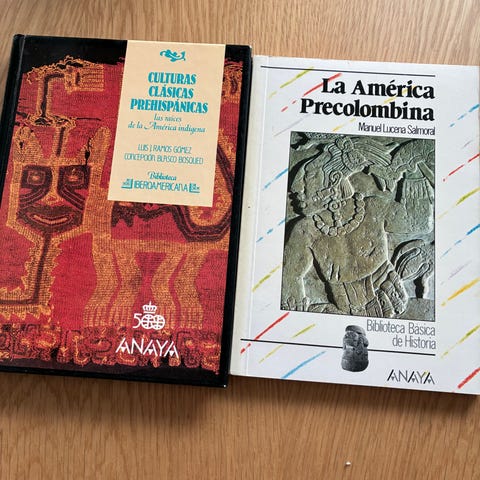 CULTURAS
CLÁSICAS
PREHISPÁNICAS
las raíces
de la América indígena
LUIS J. RAMOS GÓMEZ
CONCEPCIÓN BLASCO BOSQUED
Biblioteca
IBEROAMERICANA
500
ANAYA
La América
Precolombina
Manuel Lucena Salmoral
Biblioteca Básica
de Historia
ANAYA